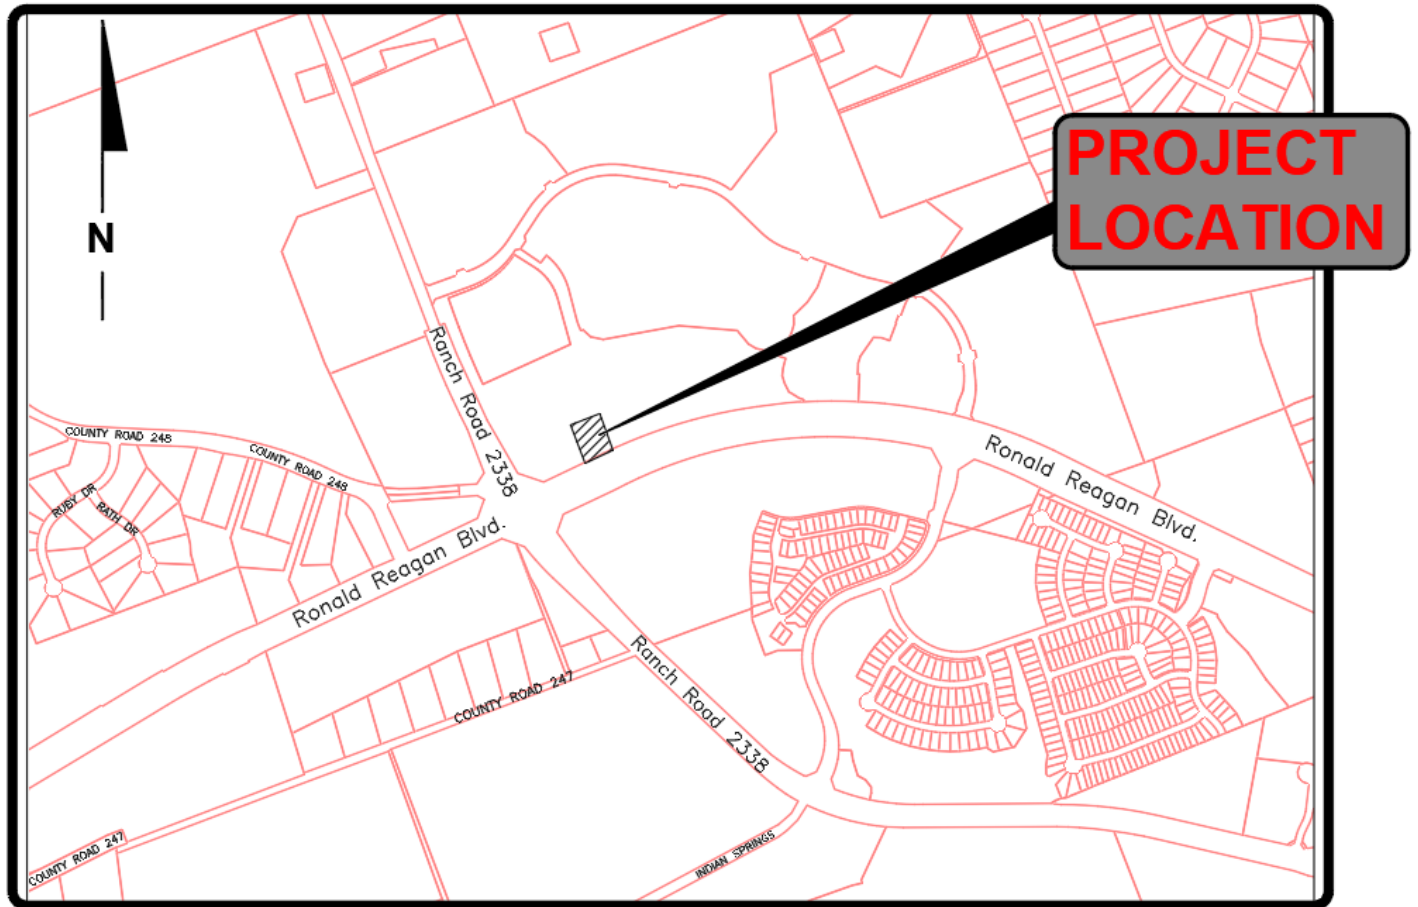 PROJECT
LOCATION
N
Ranch Road 2338
COUNTY ROAD 248
COUNTY ROAD 248
Ronald Reagan Blvd.
RUBY DR
RATH DR
Ronald Reagan Blvd.
Ranch Road 2338
COUNTY ROAD 247
COUNTY ROAD 247
INDIAN SPRINGS